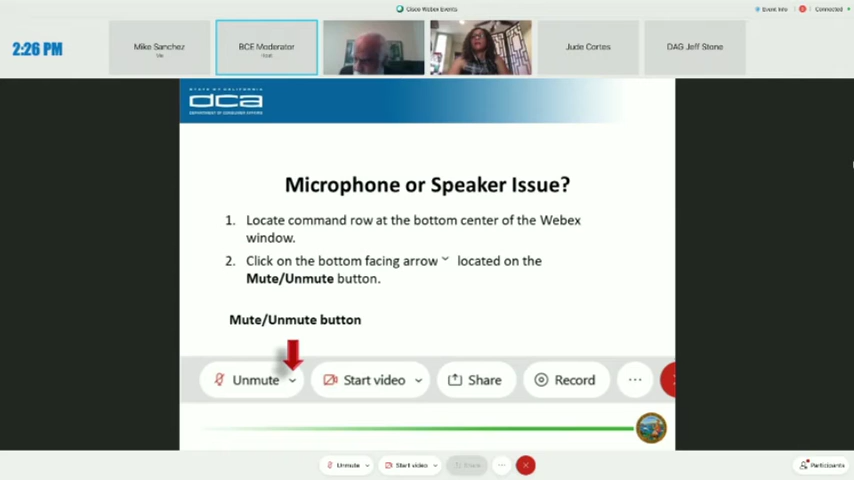 Cisco Webex Events
Event Info
Connected
2:26 PM
Mike Sanchez
Me
BCE Moderator
Host
Jude Cortes
DAG Jeff Stone
STATE OF CALIFORNIA
dca
DEPARTMENT OF CONSUMER AFFAIRS
Microphone or Speaker Issue?
1. Locate command row at the bottom center of the Webex
window.
2. Click on the bottom facing arrow ˅ located on the
Mute/Unmute button.
Mute/Unmute button
Unmute
Start video
Share
Record
...
Unmute
Start video
Share
...
Participants